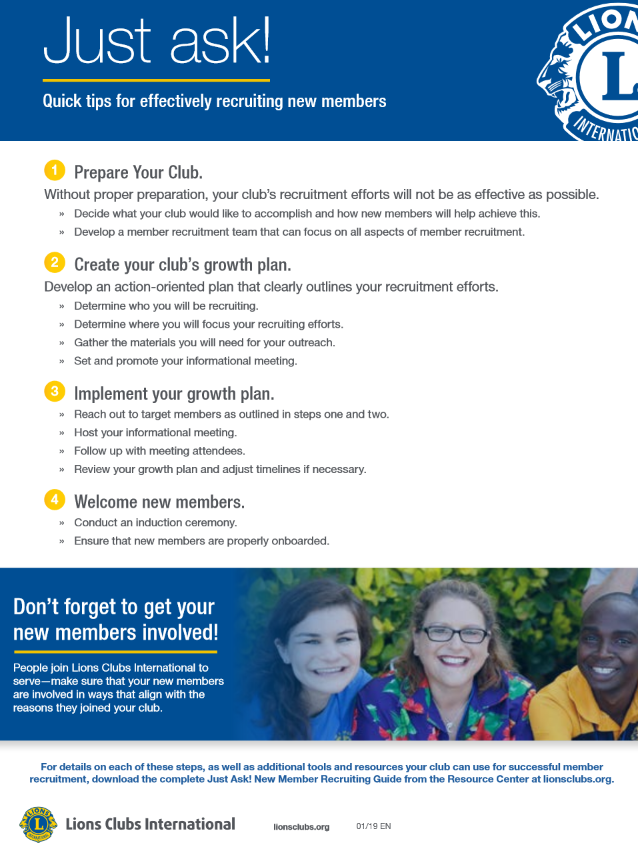 Just ask!
Quick tips for effectively recruiting new members
LION
L
INTERNATIO
1 Prepare Your Club.
Without proper preparation, your club's recruitment efforts will not be as effective as possible.
» Decide what your club would like to accomplish and how new members will help achieve this.
» Develop a member recruitment team that can focus on all aspects of member recruitment.
2 Create your club's growth plan.
Develop an action-oriented plan that clearly outlines your recruitment efforts.
» Determine who you will be recruiting.
» Determine where you will focus your recruiting efforts.
» Gather the materials you will need for your outreach.
» Set and promote your informational meeting.
3 Implement your growth plan.
» Reach out to target members as outlined in steps one and two.
» Host your informational meeting.
» Follow up with meeting attendees.
» Review your growth plan and adjust timelines if necessary.
4 Welcome new members.
» Conduct an induction ceremony.
» Ensure that new members are properly onboarded.
Don't forget to get your
new members involved!
People join Lions Clubs International to
serve—make sure that your new members
are involved in ways that align with the
reasons they joined your club.
For details on each of these steps, as well as additional tools and resources your club can use for successful member
recruitment, download the complete Just Ask! New Member Recruiting Guide from the Resource Center at lionsclubs.org.
LIONS
L
Lions Clubs International
lionsclubs.org
01/19 EN